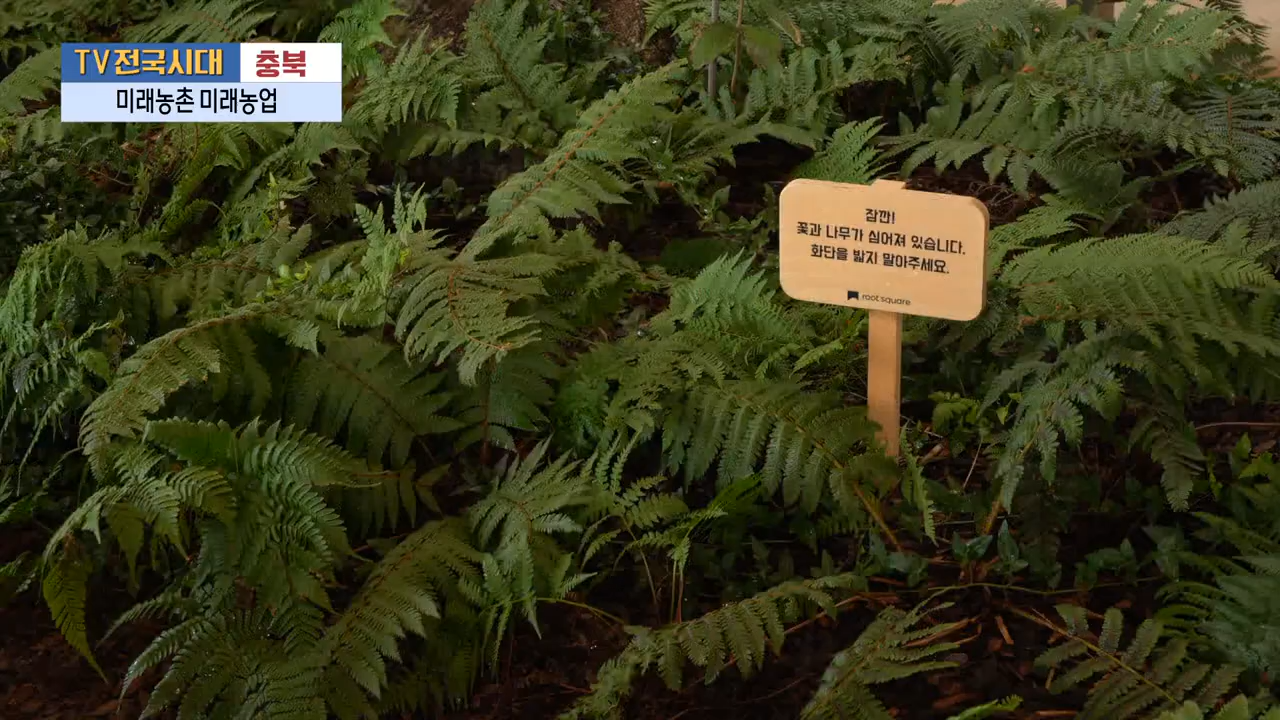 TV전국시대 충북
미래농촌 미래농업
잠깐!
꽃과 나무가 심어져 있습니다.
화단을 밟지 말아주세요.
root square